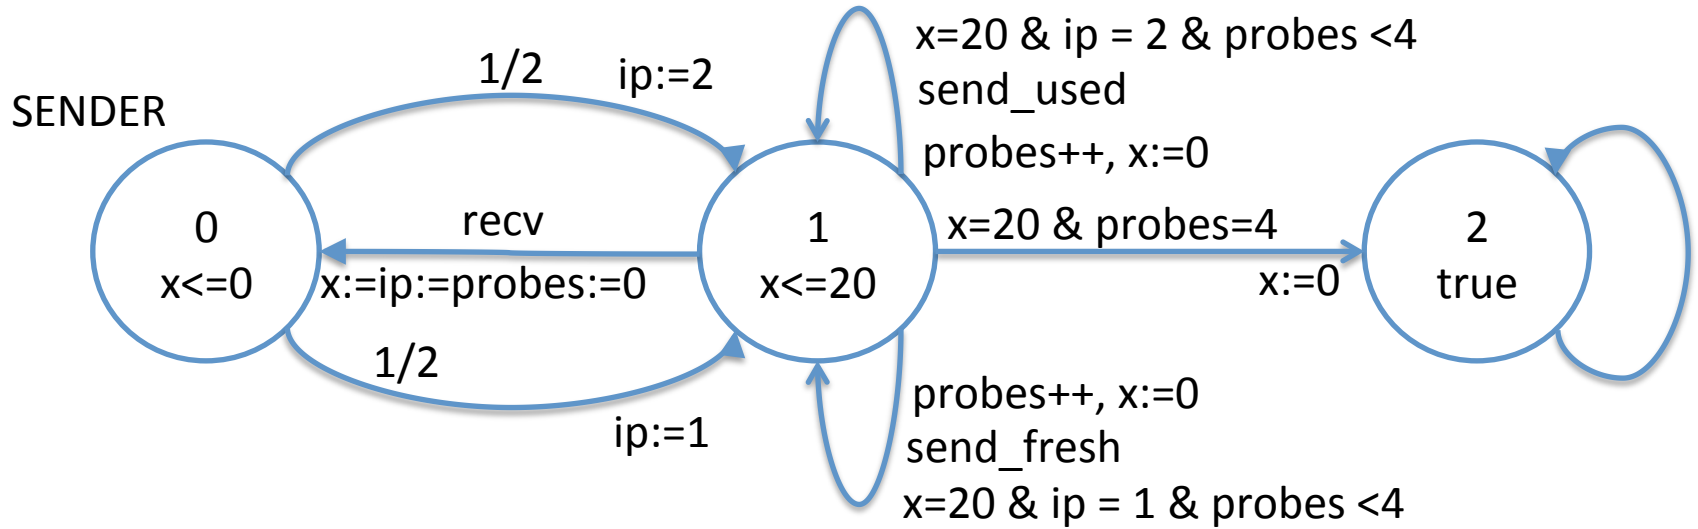 SENDER
1/2
ip:=2
x=20 & ip = 2 & probes <4
send_used
probes++, x:=0
0
x<=0
recv
x:=ip:=probes:=0
1
x<=20
x=20 & probes=4
x:=0
2
true
1/2
ip:=1
probes++, x:=0
send_fresh
x=20 & ip = 1 & probes <4